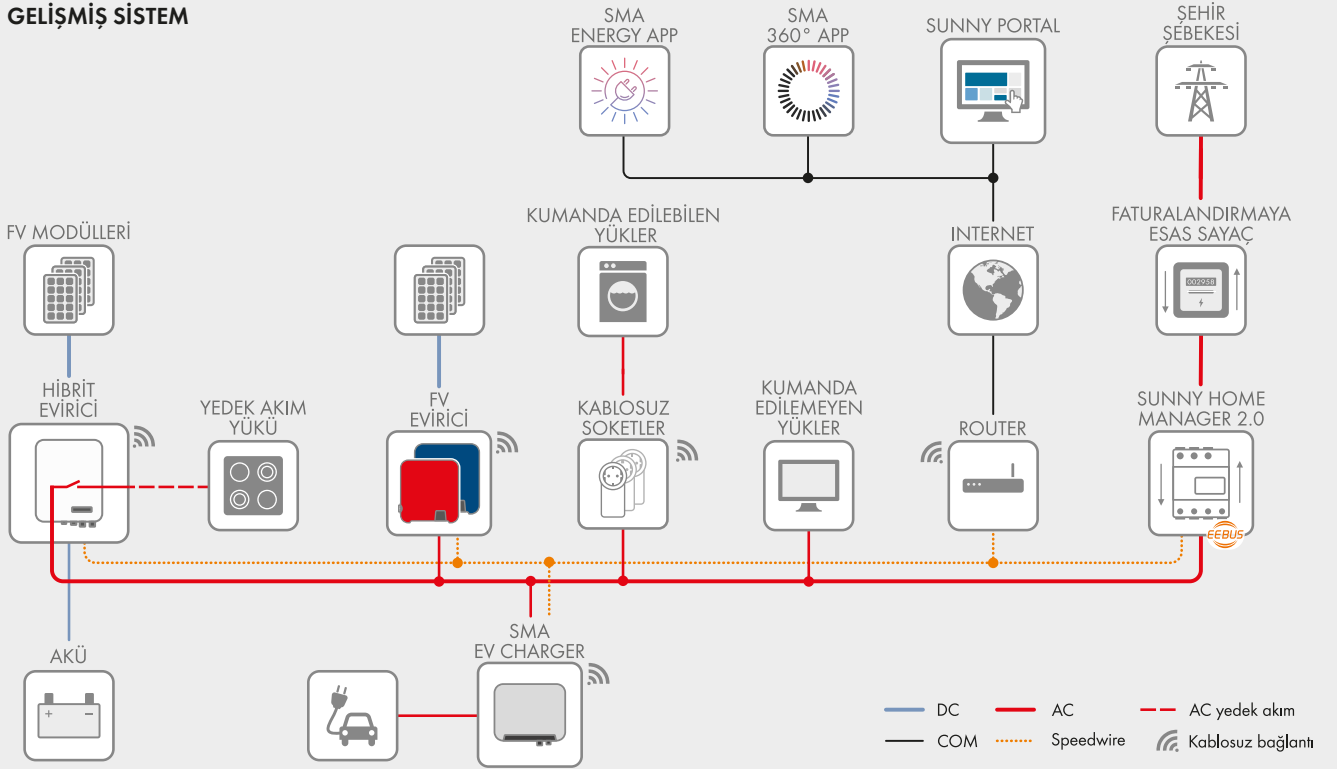 GELİŞMİŞ SİSTEM
SMA
ENERGY APP
SMA
360° APP
SUNNY PORTAL
ŞEHİR
ŞEBEKESİ
FV MODÜLLERİ
KUMANDA EDİLEBİLEN
YÜKLER
INTERNET
FATURALANDIRMAYA
ESAS SAYAÇ
002958
HİBRİT
EVİRİCİ
YEDEK AKIM
YÜKÜ
FV
EVİRİCİ
KABLOSUZ
SOKETLER
KUMANDA
EDİLEMEYEN
YÜKLER
ROUTER
SUNNY HOME
MANAGER 2.0
EEBUS
AKÜ
+ −
SMA
EV CHARGER
DC
AC
AC yedek akım
COM
Speedwire
Kablosuz bağlantı